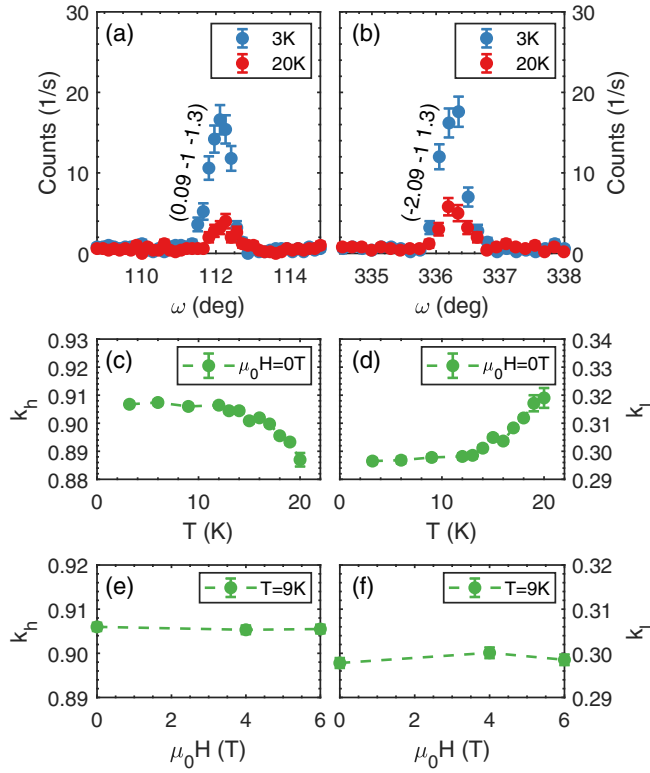 (a)
3K
20K
(0.09 -1 -1.3)
30
20
10
0
Counts (1/s)
110
112
114
ω (deg)
(b)
3K
20K
(-2.09 -1 1.3)
30
20
10
0
Counts (1/s)
335
336
337
338
ω (deg)
(c)
μ0H=0T
0.93
0.92
0.91
0.90
0.89
0.88
kh
0
10
20
T (K)
(d)
μ0H=0T
0.34
0.33
0.32
0.31
0.30
0.29
kl
0
10
20
T (K)
(e)
T=9K
0.92
0.91
0.90
0.89
kh
0
2
4
6
μ0H (T)
(f)
T=9K
0.32
0.31
0.30
0.29
kl
0
2
4
6
μ0H (T)